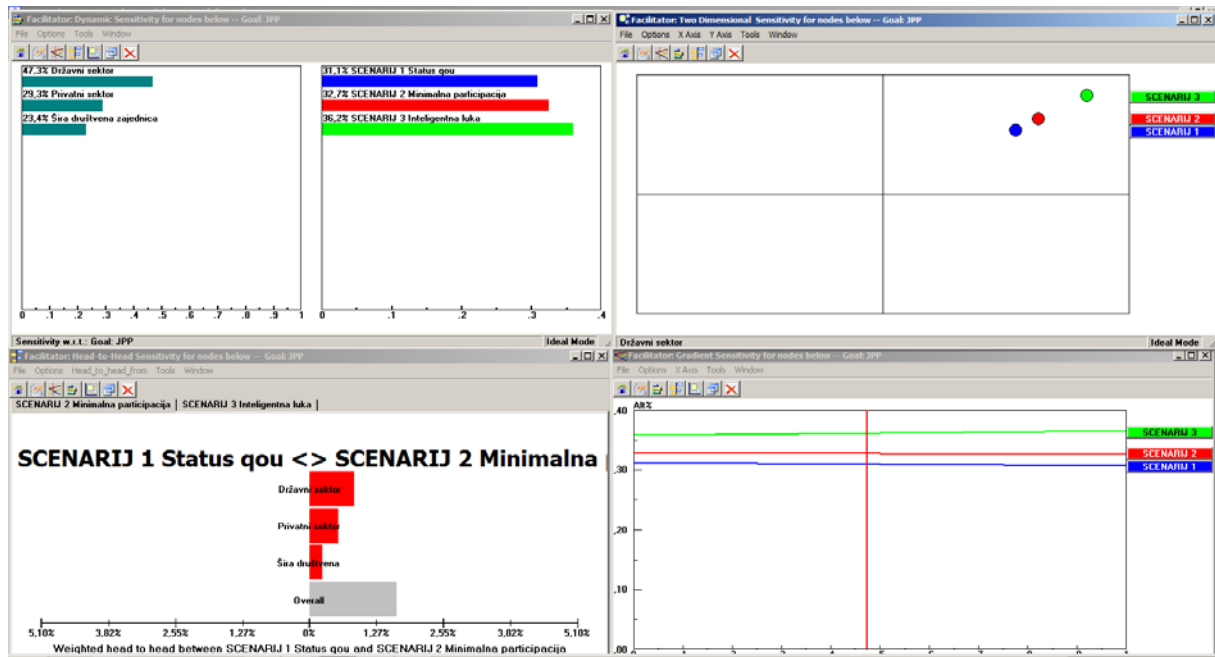 Facilitator: Dynamic Sensitivity for nodes below -- Goal: JPP
File Options Tools Window
47,3% Državni sektor
29,3% Privatni sektor
23,4% Šira društvena zajednica
31,1% SCENARIJ 1 Status qou
32,7% SCENARIJ 2 Minimalna participacija
36,2% SCENARIJ 3 Inteligentna luka
0 .1 .2 .3 .4 .5 .6 .7 .8 .9 1
0 .1 .2 .3 .4
Sensitivity w.r.t.: Goal: JPP Ideal Mode
Facilitator: Two Dimensional Sensitivity for nodes below -- Goal: JPP
File Options X Axis Y Axis Tools Window
SCENARIJ 3
SCENARIJ 2
SCENARIJ 1
Državni sektor Ideal Mode
Facilitator: Head-to-Head Sensitivity for nodes below -- Goal: JPP
File Options Head_to_head_from Tools Window
SCENARIJ 2 Minimalna participacija | SCENARIJ 3 Inteligentna luka |
SCENARIJ 1 Status qou <> SCENARIJ 2 Minimalna
Državni sektor
Privatni sektor
Šira društvena
Overall
5,10% 3,82% 2,55% 1,27% 0% 1,27% 2,55% 3,82% 5,10%
Weighted head to head between SCENARIJ 1 Status qou and SCENARIJ 2 Minimalna participacija
Facilitator: Gradient Sensitivity for nodes below -- Goal: JPP
File Options X Axis Tools Window
Alt%
.40
.30
.20
.10
.00
SCENARIJ 3
SCENARIJ 2
SCENARIJ 1